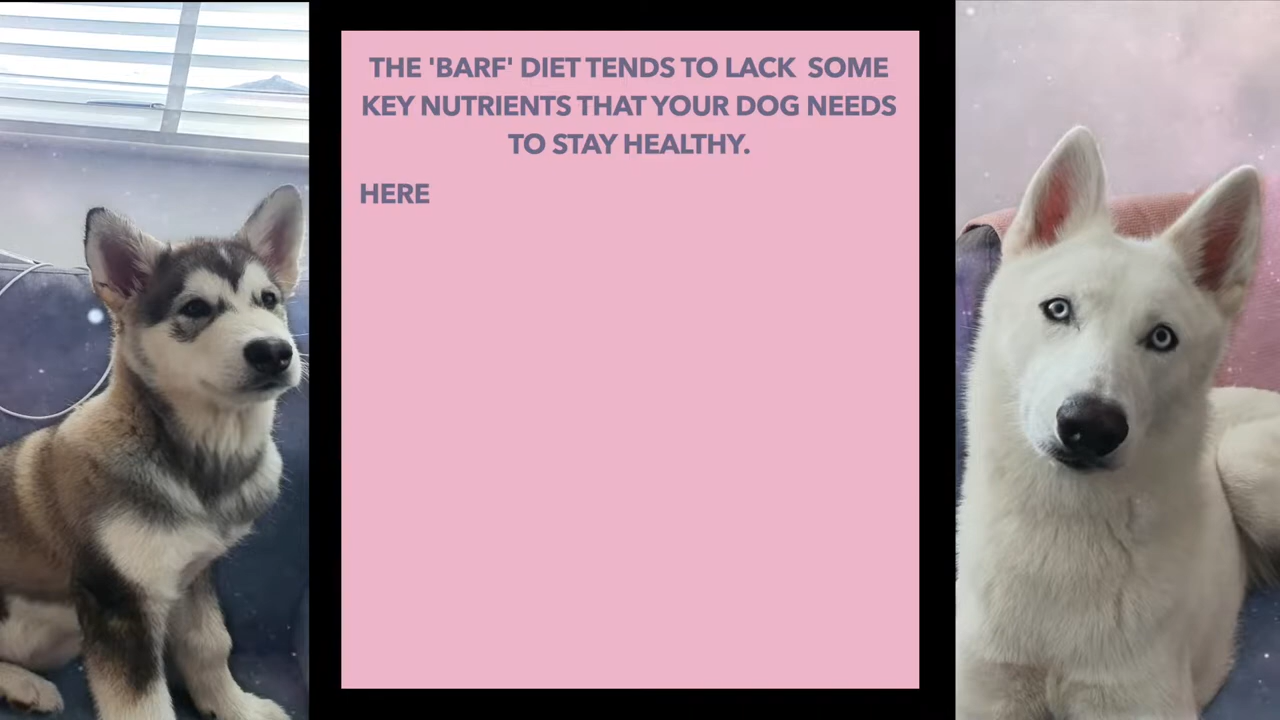 THE 'BARF' DIET TENDS TO LACK  SOME
KEY NUTRIENTS THAT YOUR DOG NEEDS
TO STAY HEALTHY.
HERE